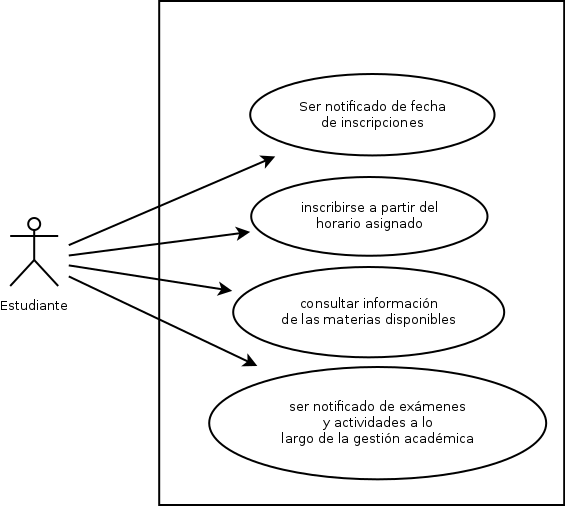 Ser notificado de fecha
de inscripciones
inscribirse a partir del
horario asignado
Estudiante
consultar información
de las materias disponibles
ser notificado de exámenes
y actividades a lo
largo de la gestión académica